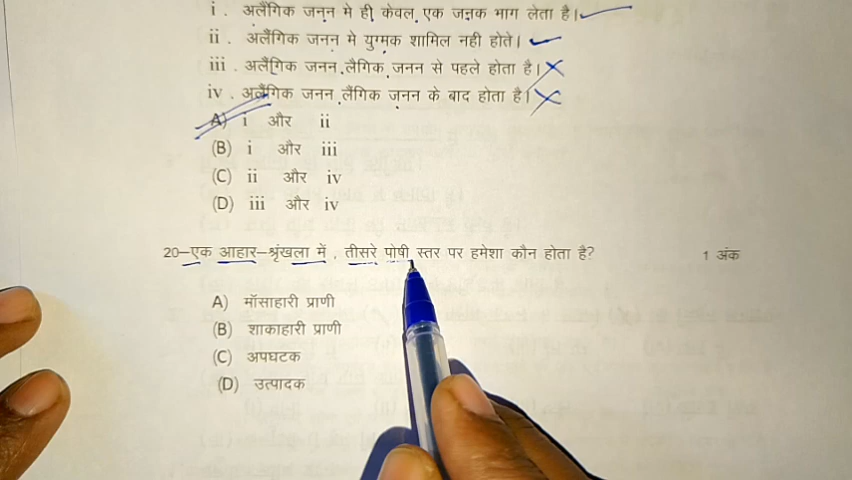 i . अलैंगिक जनन मे ही केवल एक जनक भाग लेता है।
ii . अलैंगिक जनन मे युग्मक शामिल नही होते।
iii . अलैंगिक जनन लैगिक जनन से पहले होता है।
iv . अलैंगिक जनन लैंगिक जनन के बाद होता है।
A) i और ii
(B) i और iii
(C) ii और iv
(D) iii और iv
20–एक आहार–श्रृंखला में , तीसरे पोषी स्तर पर हमेशा कौन होता है? 1 अंक
A) मॉसाहारी प्राणी
(B) शाकाहारी प्राणी
(C) अपघटक
(D) उत्पादक